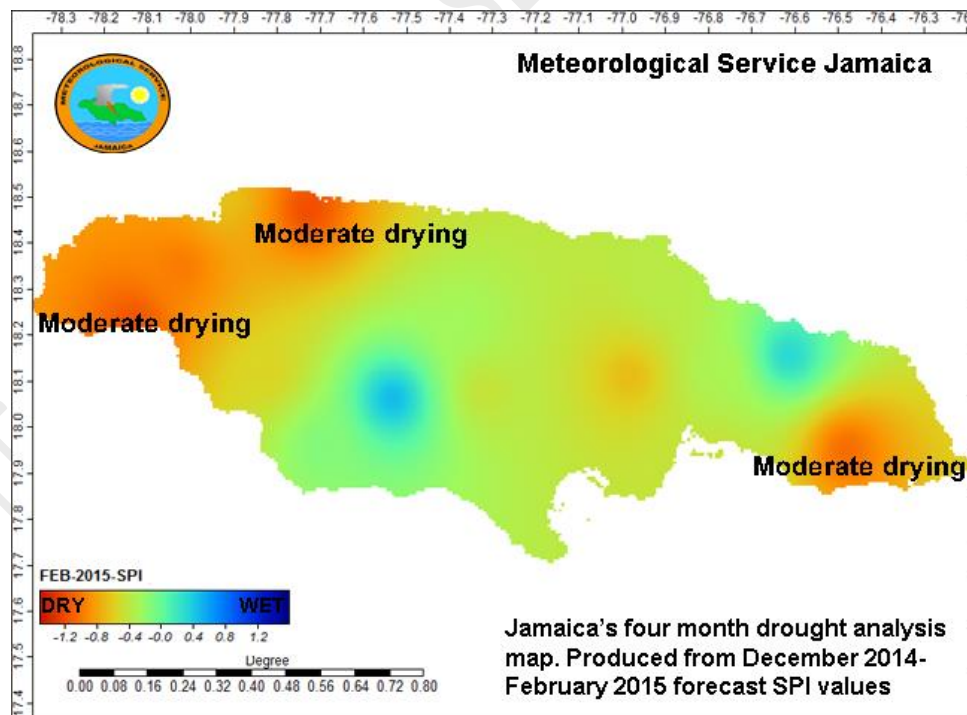 -78.3 -78.2 -78.1 -78.0 -77.9 -77.8 -77.7 -77.6 -77.5 -77.4 -77.3 -77.2 -77.1 -77.0 -76.9 -76.8 -76.7 -76.6 -76.5 -76.4 -76.3
18.8
18.7
18.6
18.5
18.4
18.3
18.2
18.1
18.0
17.9
17.8
17.7
17.6
17.5
17.4
METEOROLOGICAL SERVICE
JAMAICA
Meteorological Service Jamaica
Moderate drying
Moderate drying
Moderate drying
FEB-2015-SPI
DRY WET
-1.2 -0.8 -0.4 -0.0 0.4 0.8 1.2
Degree
0.00 0.08 0.16 0.24 0.32 0.40 0.48 0.56 0.64 0.72 0.80
Jamaica's four month drought analysis
map. Produced from December 2014-
February 2015 forecast SPI values